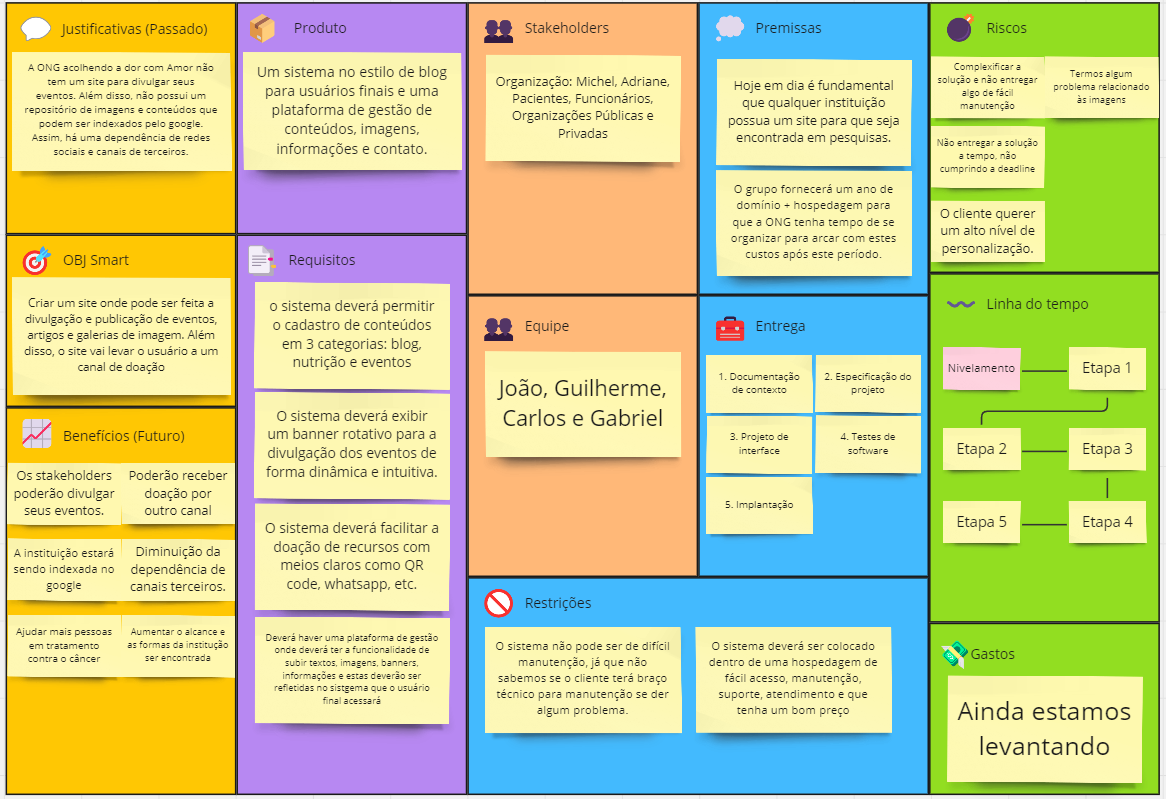 Justificativas (Passado)
A ONG acolhendo a dor com Amor não
tem um site para divulgar seus
eventos. Além disso, não possui um
repositório de imagens e conteúdos que
podem ser indexados pelo google.
Assim, há uma dependência de redes
sociais e canais de terceiros.
OBJ Smart
Criar um site onde pode ser feita a
divulgação e publicação de eventos,
artigos e galerias de imagem. Além
disso, o site vai levar o usuário a um
canal de doação
Benefícios (Futuro)
Os stakeholders
poderão divulgar
seus eventos.
Poderão receber
doação por
outro canal
A instituição estará
sendo indexada no
google
Diminuição da
dependência de
canais terceiros.
Ajudar mais pessoas
em tratamento
contra o câncer
Aumentar o alcance e
as formas da institução
ser encontrada
Produto
Um sistema no estilo de blog
para usuários finais e uma
plataforma de gestão de
conteúdos, imagens,
informações e contato.
Requisitos
o sistema deverá permitir
o cadastro de conteúdos
em 3 categorias: blog,
nutrição e eventos
O sistema deverá exibir
um banner rotativo para a
divulgação dos eventos de
forma dinâmica e intuitiva.
O sistema deverá facilitar a
doação de recursos com
meios claros como QR
code, whatsapp, etc.
Deverá haver uma plataforma de gestão
onde deverá ter a funcionalidade de
subir textos, imagens, banners,
informações e estas deverão ser
refletidas no sistgema que o usuário
final acessará
Stakeholders
Organização: Michel, Adriane,
Pacientes, Funcionários,
Organizações Públicas e
Privadas
Equipe
João, Guilherme,
Carlos e Gabriel
Premissas
Hoje em dia é fundamental
que qualquer instituição
possua um site para que seja
encontrada em pesquisas.
O grupo fornecerá um ano de
domínio + hospedagem para
que a ONG tenha tempo de se
organizar para arcar com estes
custos após este período.
Entrega
1. Documentação
de contexto
2. Especificação do
projeto
3. Projeto de
interface
4. Testes de
software
5. Implantação
Restrições
O sistema não pode ser de difícil
manutenção, já que não
sabemos se o cliente terá braço
técnico para manutenção se der
algum problema.
O sistema deverá ser colocado
dentro de uma hospedagem de
fácil acesso, manutenção,
suporte, atendimento e que
tenha um bom preço
Riscos
Complexificar a
solução e não entregar
algo de fácil
manutenção
Termos algum
problema relacionado
às imagens
Não entregar a solução
a tempo, não
cumprindo a deadline
O cliente querer
um alto nível de
personalização.
Linha do tempo
Nivelamento
Etapa 1
Etapa 2
Etapa 3
Etapa 5
Etapa 4
Gastos
Ainda estamos
levantando